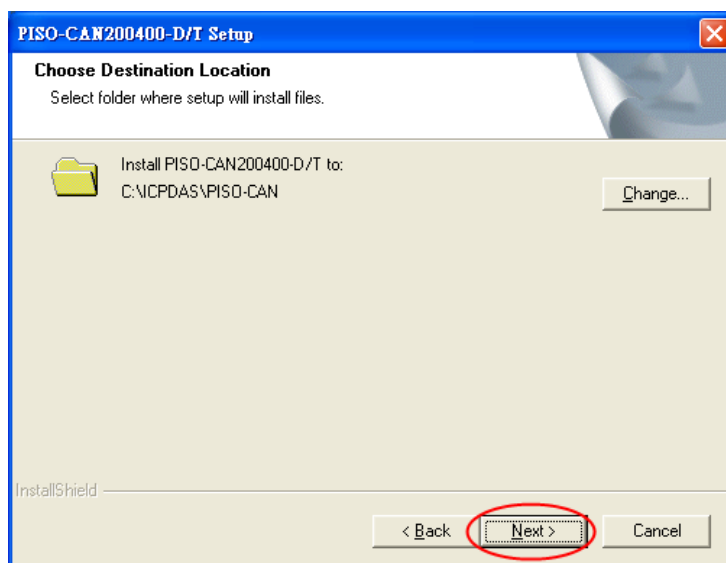 PISO-CAN200400-D/T Setup
Choose Destination Location
Select folder where setup will install files.
Install PISO-CAN200400-D/T to:
C:\ICPDAS\PISO-CAN
Change...
InstallShield
< Back
Next >
Cancel